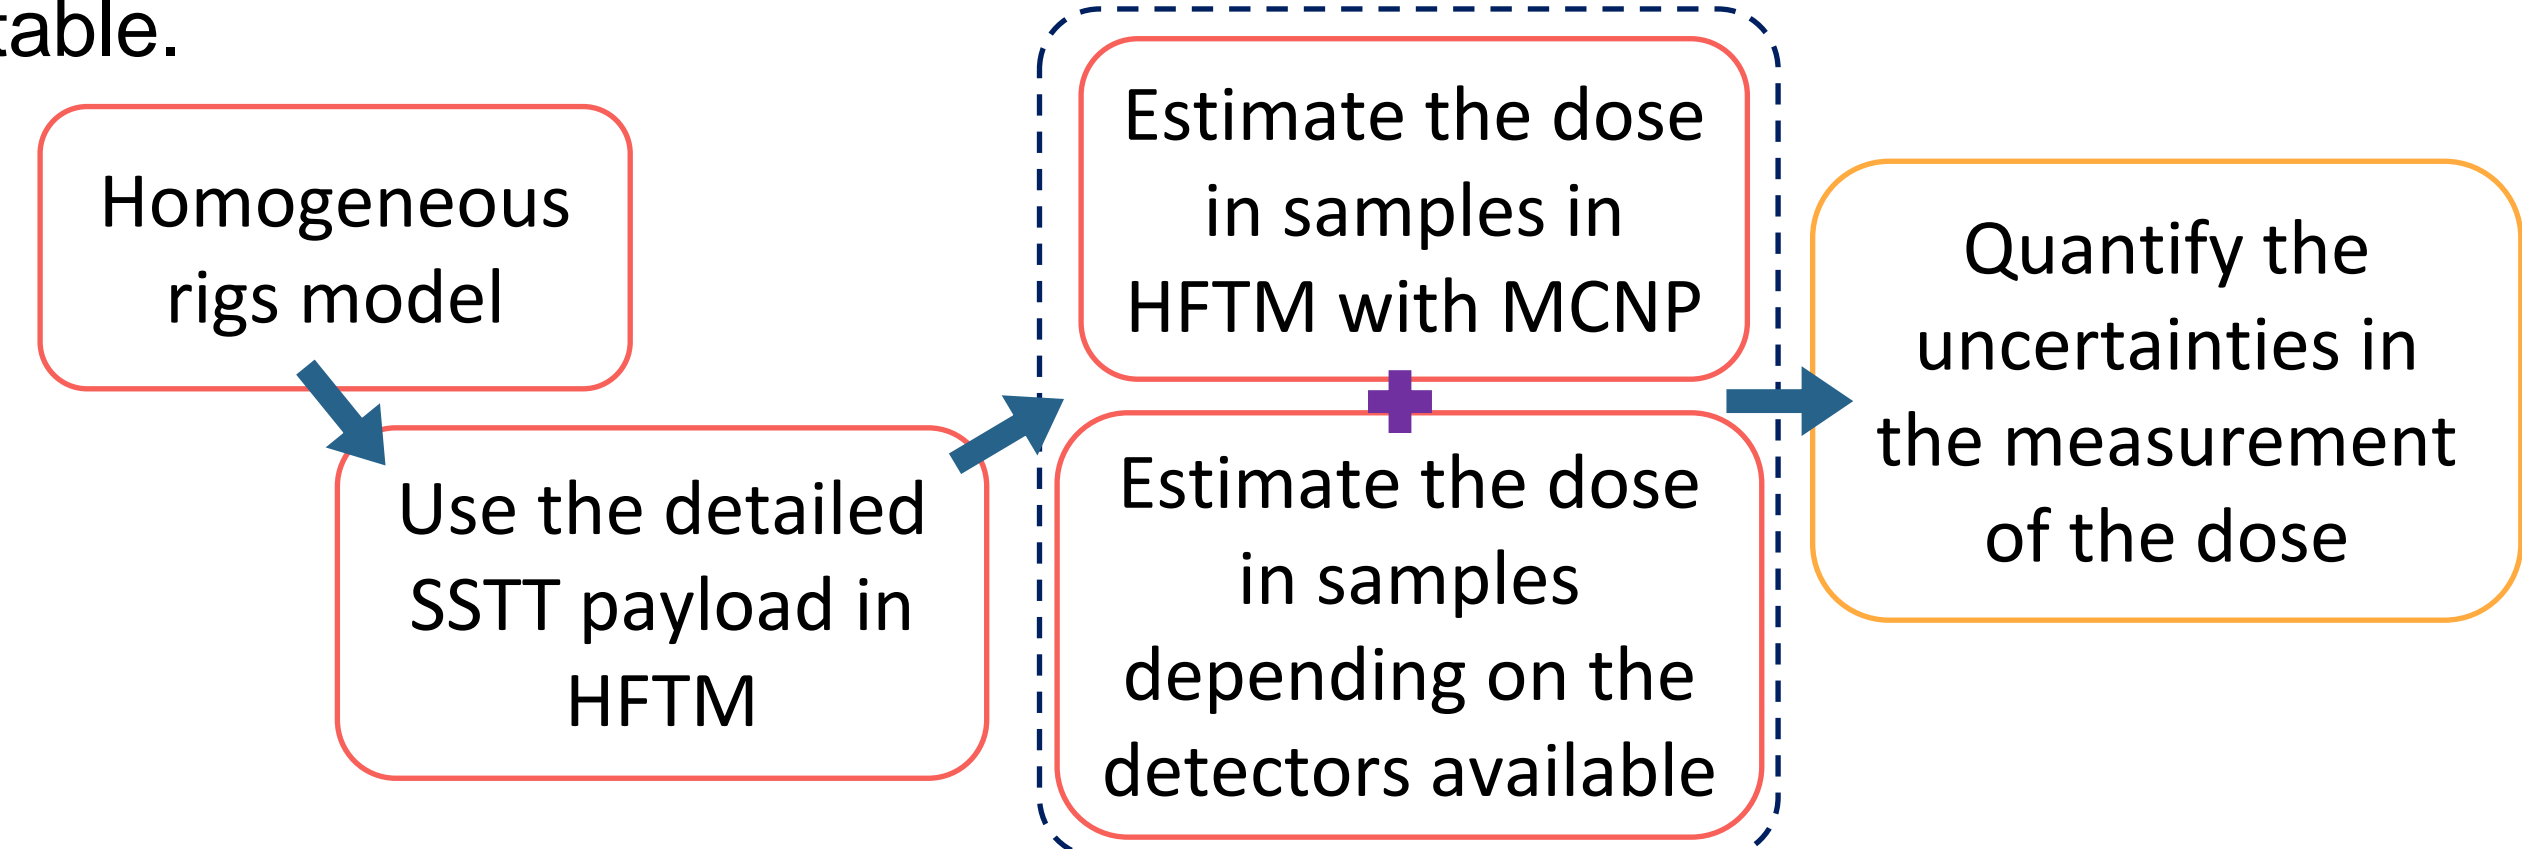 table.
Homogeneous
rigs model
Use the detailed
SSTT payload in
HFTM
Estimate the dose
in samples in
HFTM with MCNP
Estimate the dose
in samples
depending on the
detectors available
Quantify the
uncertainties in
the measurement
of the dose